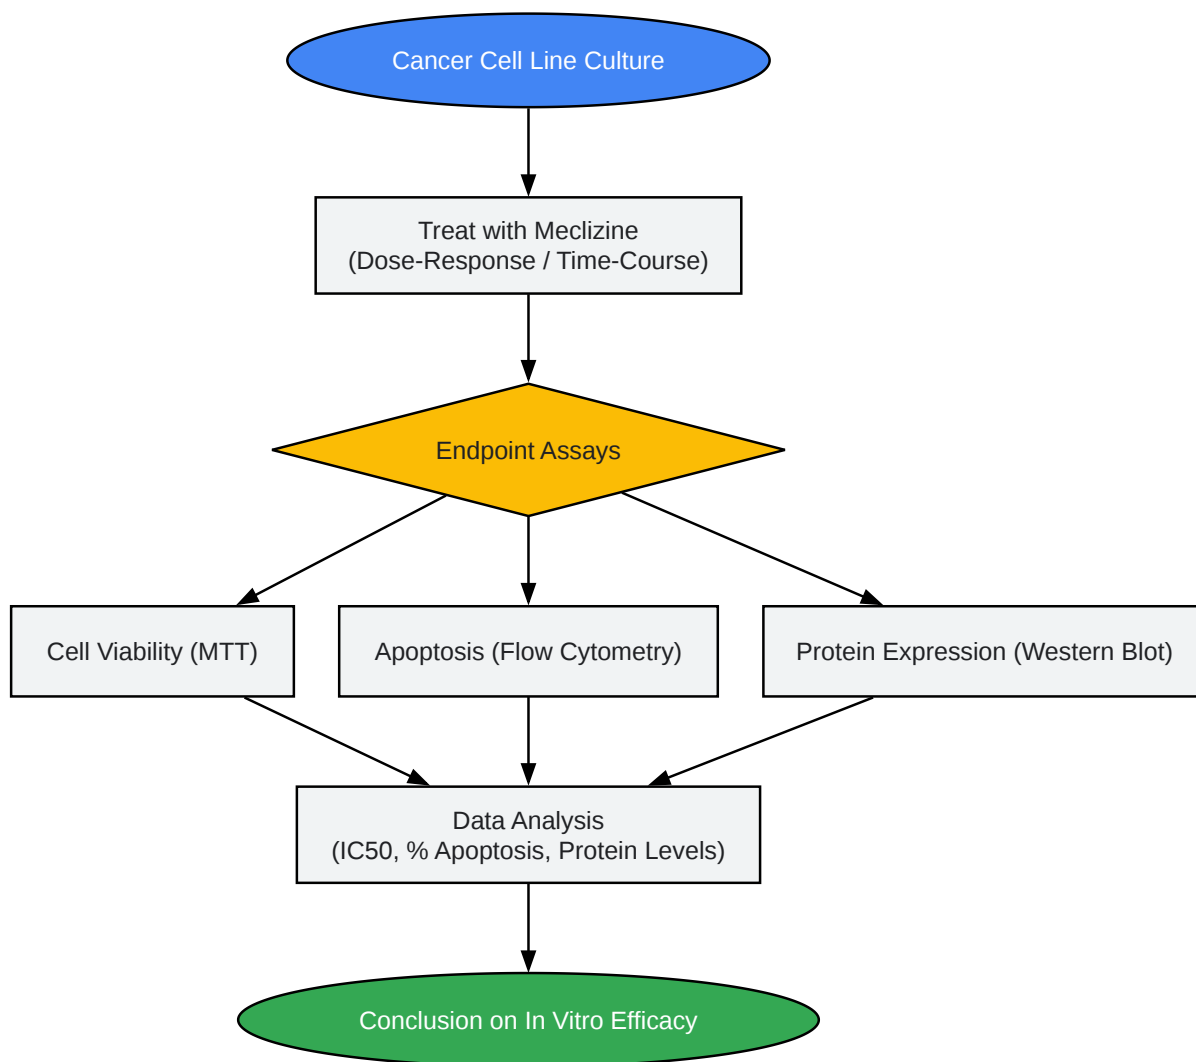 Cancer Cell Line Culture
Treat with Meclizine
(Dose-Response / Time-Course)
Endpoint Assays
Cell Viability (MTT)
Apoptosis (Flow Cytometry)
Protein Expression (Western Blot)
Data Analysis
(IC50, % Apoptosis, Protein Levels)
Conclusion on In Vitro Efficacy